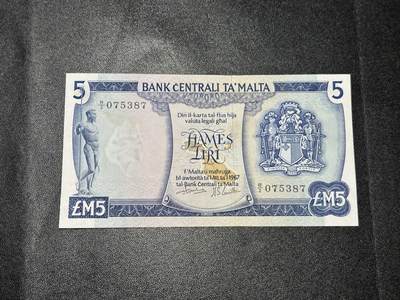 5 BANK ĊENTRALI TA' MALTA 5
075387
Din il-karta tal-flus hija
valuta legali għal
ĦAMES
LIRI
075387
f'Malta u maħruġa
bl-awtorità ta' l-Att ta' l-1967
tal-Bank Ċentrali ta' Malta.
£M5 £M5